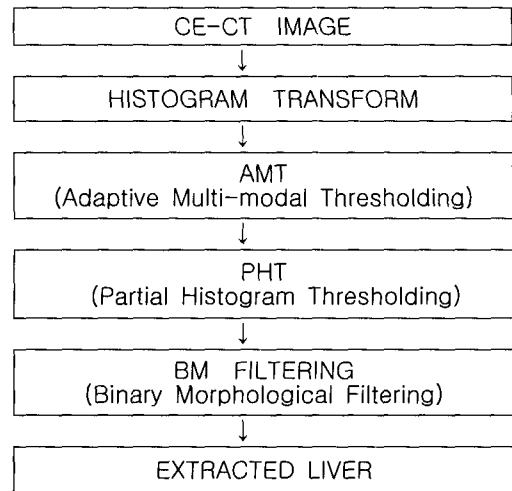 CE-CT IMAGE
↓
HISTOGRAM TRANSFORM
↓
AMT
(Adaptive Multi-modal Thresholding)
↓
PHT
(Partial Histogram Thresholding)
↓
BM FILTERING
(Binary Morphological Filtering)
↓
EXTRACTED LIVER